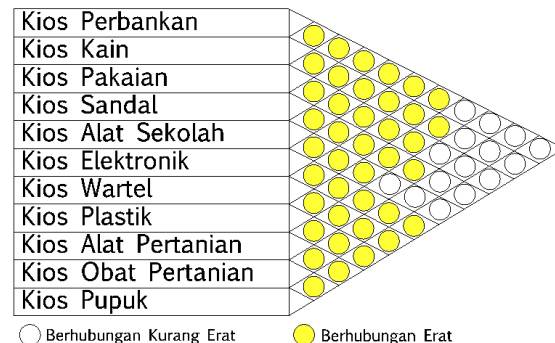 Kios Perbankan
Kios Kain
Kios Pakaian
Kios Sandal
Kios Alat Sekolah
Kios Elektronik
Kios Wartel
Kios Plastik
Kios Alat Pertanian
Kios Obat Pertanian
Kios Pupuk
Berhubungan Kurang Erat Berhubungan Erat